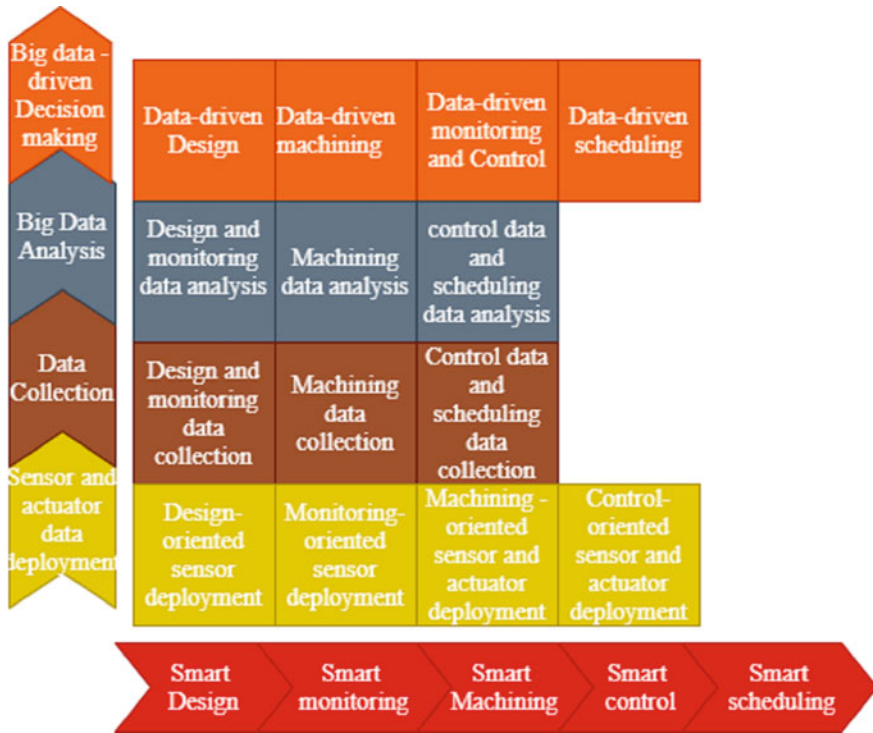 Big data -
driven
Decision
making
Data-driven
Design
Data-driven
machining
Data-driven
monitoring
and Control
Data-driven
scheduling
Big Data
Analysis
Design and
monitoring
data analysis
Machining
data analysis
control data
and
scheduling
data analysis
Data
Collection
Design and
monitoring
data
collection
Machining
data
collection
Control data
and
scheduling
data
collection
Sensor and
actuator
data
deployment
Design-
oriented
sensor
deployment
Monitoring-
oriented
sensor
deployment
Machining -
oriented
sensor and
actuator
deployment
Control-
oriented
sensor and
actuator
deployment
Smart
Design
Smart
monitoring
Smart
Machining
Smart
control
Smart
scheduling